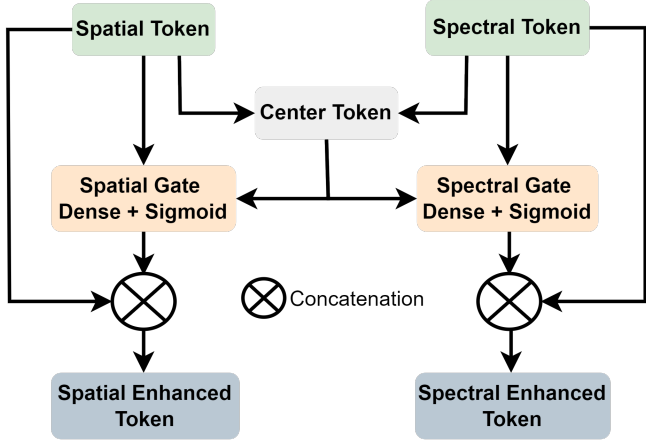 Spatial Token
Spectral Token
Center Token
Spatial Gate
Dense + Sigmoid
Spectral Gate
Dense + Sigmoid
Concatenation
Spatial Enhanced
Token
Spectral Enhanced
Token